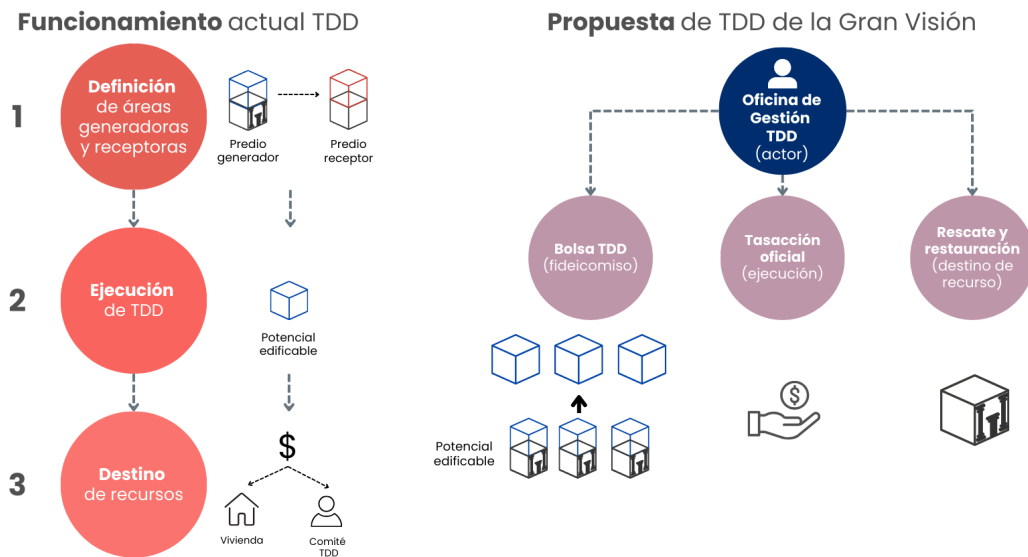 Funcionamiento actual TDD
1
Definición
de áreas
generadoras
y receptoras
Predio
generador
Predio
receptor
2
Ejecución
de TDD
Potencial
edificable
3
Destino
de recursos
$
Vivienda
Comité
TDD
Propuesta de TDD de la Gran Visión
Oficina de
Gestión
TDD
(actor)
Bolsa TDD
(fideicomiso)
Tasacción
oficial
(ejecución)
Rescate y
restauración
(destino de
recurso)
Potencial
edificable
$